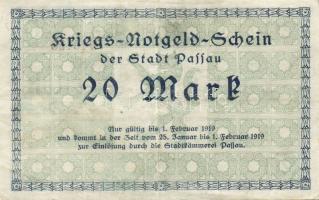 Kriegs-Notgeld-Schein
der Stadt Passau
20 Mark
Nur gültig bis 1. Februar 1919
und kommt in der Zeit vom 25. Januar bis 1. Februar 1919
zur Einlösung durch die Stadtkämmerei Passau.